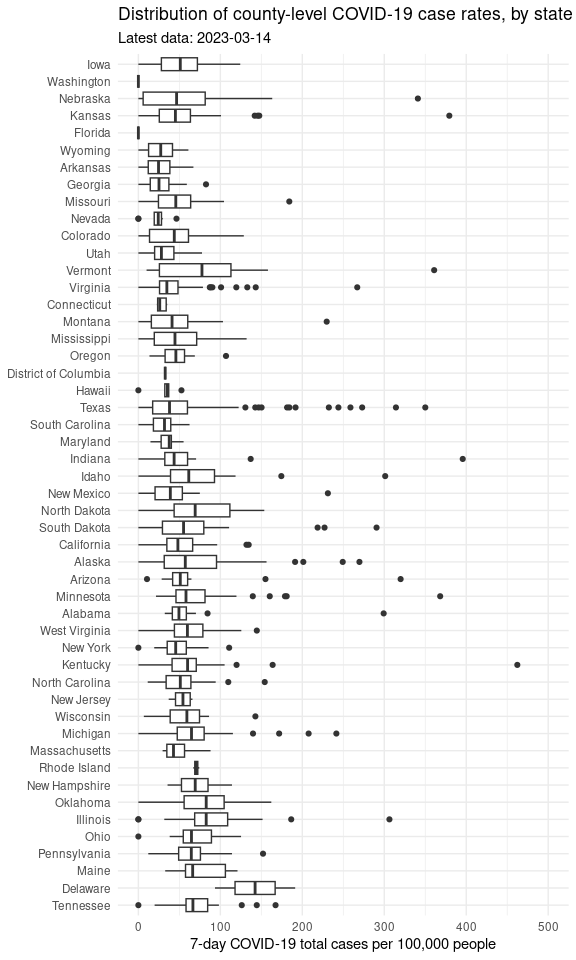 Distribution of county-level COVID-19 case rates, by state
Latest data: 2023-03-14
Iowa
Washington
Nebraska
Kansas
Florida
Wyoming
Arkansas
Georgia
Missouri
Nevada
Colorado
Utah
Vermont
Virginia
Connecticut
Montana
Mississippi
Oregon
District of Columbia
Hawaii
Texas
South Carolina
Maryland
Indiana
Idaho
New Mexico
North Dakota
South Dakota
California
Alaska
Arizona
Minnesota
Alabama
West Virginia
New York
Kentucky
North Carolina
New Jersey
Wisconsin
Michigan
Massachusetts
Rhode Island
New Hampshire
Oklahoma
Illinois
Ohio
Pennsylvania
Maine
Delaware
Tennessee
0 100 200 300 400 500
7-day COVID-19 total cases per 100,000 people